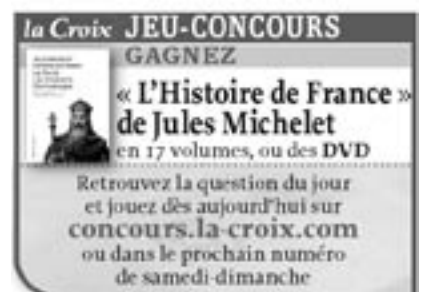 la Croix JEU-CONCOURS
GAGNEZ
« L'Histoire de France »
de Jules Michelet
en 17 volumes, ou des DVD
Retrouvez la question du jour
et jouez dès aujourd'hui sur
concours.la-croix.com
ou dans le prochain numéro
de samedi-dimanche